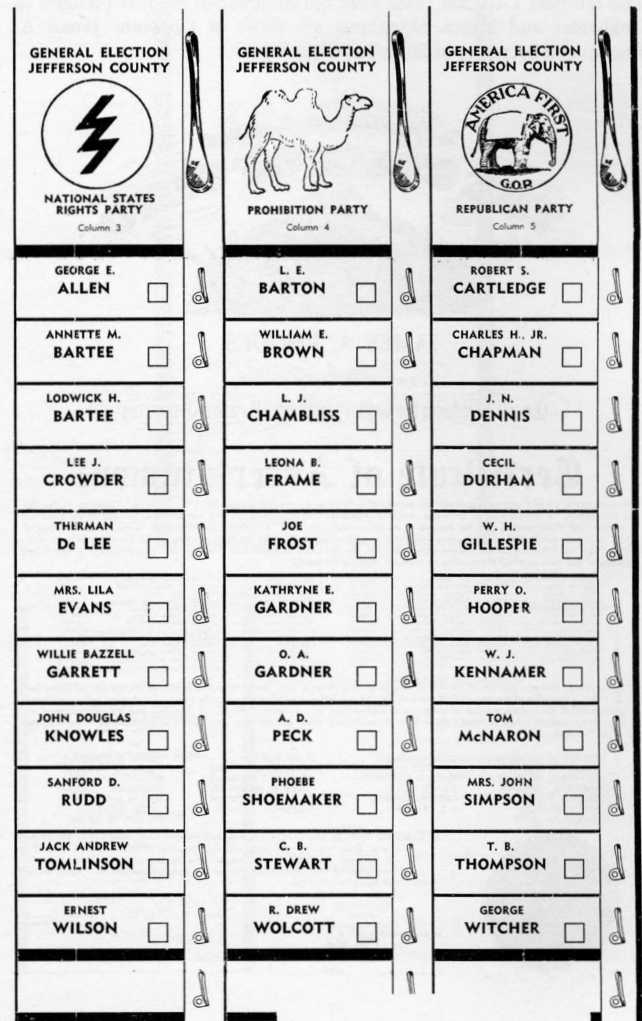 GENERAL ELECTION
JEFFERSON COUNTY
NATIONAL STATES
RIGHTS PARTY
Column 3
GEORGE E.
ALLEN
ANNETTE M.
BARTEE
LODWICK H.
BARTEE
LEE J.
CROWDER
THERMAN
De LEE
MRS. LILA
EVANS
WILLIE BAZZELL
GARRETT
JOHN DOUGLAS
KNOWLES
SANFORD D.
RUDD
JACK ANDREW
TOMLINSON
ERNEST
WILSON
GENERAL ELECTION
JEFFERSON COUNTY
PROHIBITION PARTY
Column 4
L. E.
BARTON
WILLIAM E.
BROWN
L. J.
CHAMBLISS
LEONA B.
FRAME
JOE
FROST
KATHRYNE E.
GARDNER
O. A.
GARDNER
A. D.
PECK
PHOEBE
SHOEMAKER
C. B.
STEWART
R. DREW
WOLCOTT
GENERAL ELECTION
JEFFERSON COUNTY
AMERICA FIRST
G.O.P.
REPUBLICAN PARTY
Column 5
ROBERT S.
CARTLEDGE
CHARLES H., JR.
CHAPMAN
J. N.
DENNIS
CECIL
DURHAM
W. H.
GILLESPIE
PERRY O.
HOOPER
W. J.
KENNAMER
TOM
McNARON
MRS. JOHN
SIMPSON
T. B.
THOMPSON
GEORGE
WITCHER